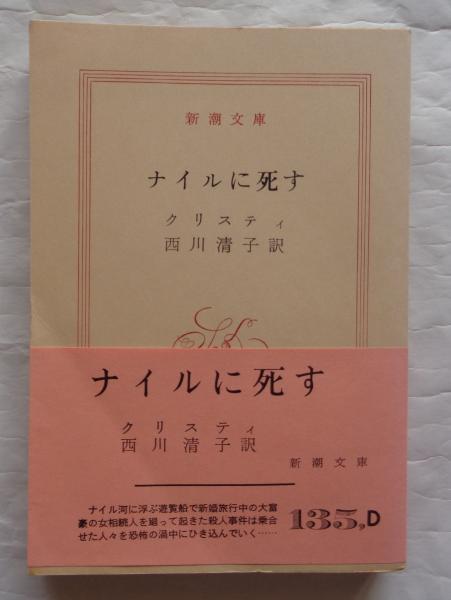 新潮文庫
ナイルに死す
クリスティ
西川清子訳
ナイルに死す
クリスティ
西川清子訳
新潮文庫
ナイル河に浮ぶ遊覧船で新婚旅行中の大富
豪の女相続人を廻って起きた殺人事件は乗合
せた人々を恐怖の渦中にひき込んでいく……
135,D